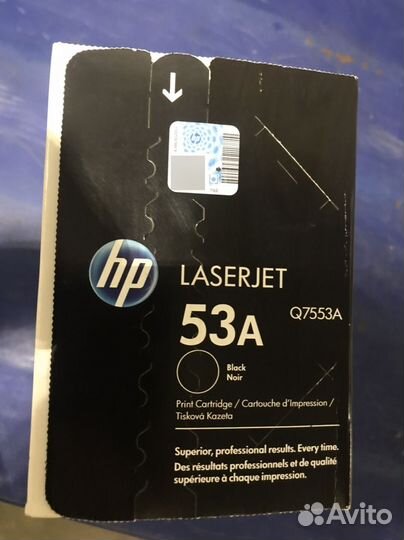 hp
LASERJET
53A
Q7553A
Black
Noir
Print Cartridge / Cartouche d'Impression /
Tisková Kazeta
Superior, professional results. Every time.
Des résultats professionnels et de qualité
supérieure à chaque impression.
Avito